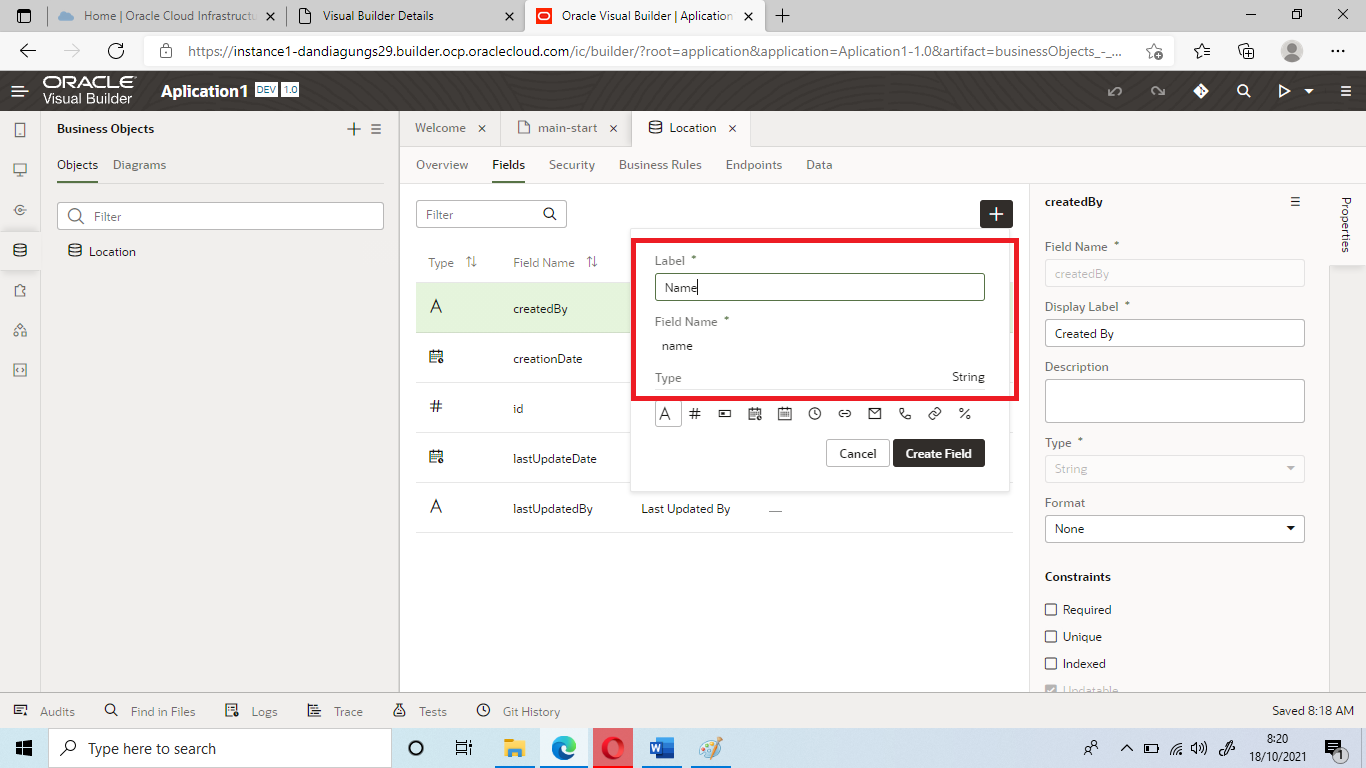 Home | Oracle Cloud Infrastructu
Visual Builder Details
Oracle Visual Builder | Aplication
https://instance1-dandiagungs29.builder.ocp.oraclecloud.com/ic/builder/?root=application&application=Aplication1-1.0&artifact=businessObjects_-_...
ORACLE
Visual Builder
Aplication1 DEV 1.0
Business Objects
Welcome
main-start
Location
Objects
Diagrams
Overview
Fields
Security
Business Rules
Endpoints
Data
Filter
Location
Filter
Type
Field Name
createdBy
creationDate
id
lastUpdateDate
lastUpdatedBy
Last Updated By
Label *
Name
Field Name *
name
Type
String
Cancel
Create Field
createdBy
Properties
Field Name *
createdBy
Display Label *
Created By
Description
Type *
String
Format
None
Constraints
Required
Unique
Indexed
Updatable
Audits
Find in Files
Logs
Trace
Tests
Git History
Saved 8:18 AM
Type here to search
8:20
18/10/2021
1